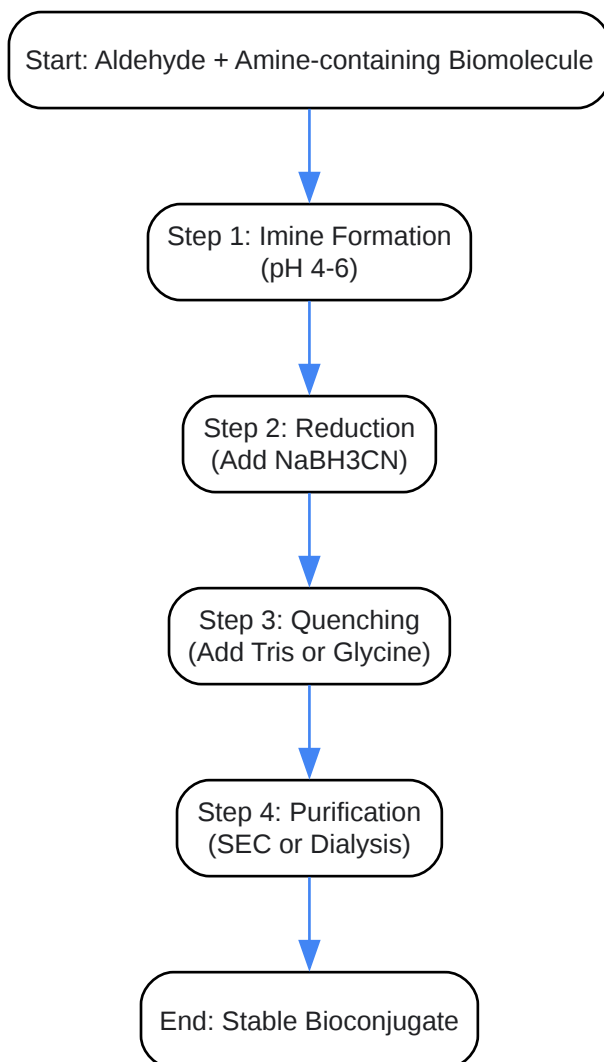 Start: Aldehyde + Amine-containing Biomolecule
Step 1: Imine Formation
(pH 4-6)
Step 2: Reduction
(Add NaBH3CN)
Step 3: Quenching
(Add Tris or Glycine)
Step 4: Purification
(SEC or Dialysis)
End: Stable Bioconjugate